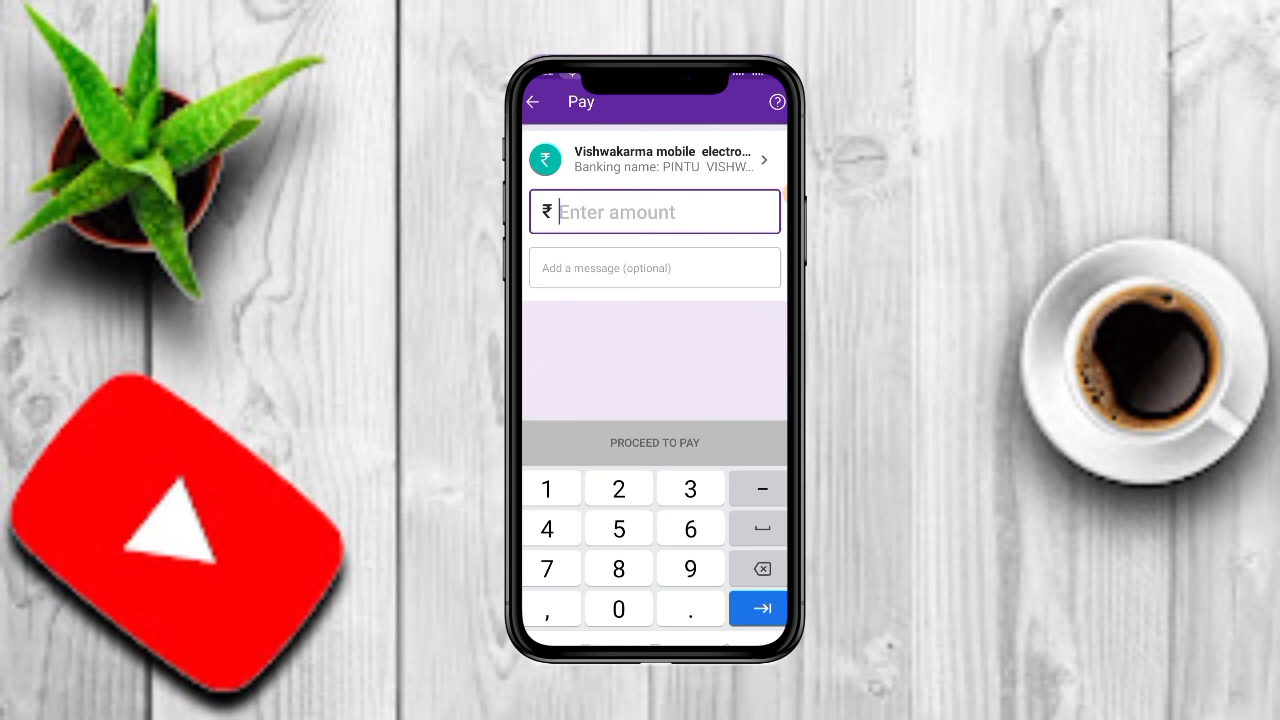 Pay
Vishwakarma mobile electro...
Banking name: PINTU VISHW...
₹ Enter amount
Add a message (optional)
PROCEED TO PAY
1 2 3 -
4 5 6
7 8 9
, 0 .